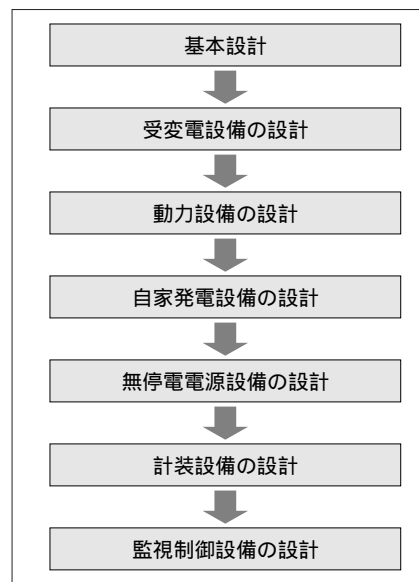 基本設計
受変電設備の設計
動力設備の設計
自家発電設備の設計
無停電電源設備の設計
計装設備の設計
監視制御設備の設計